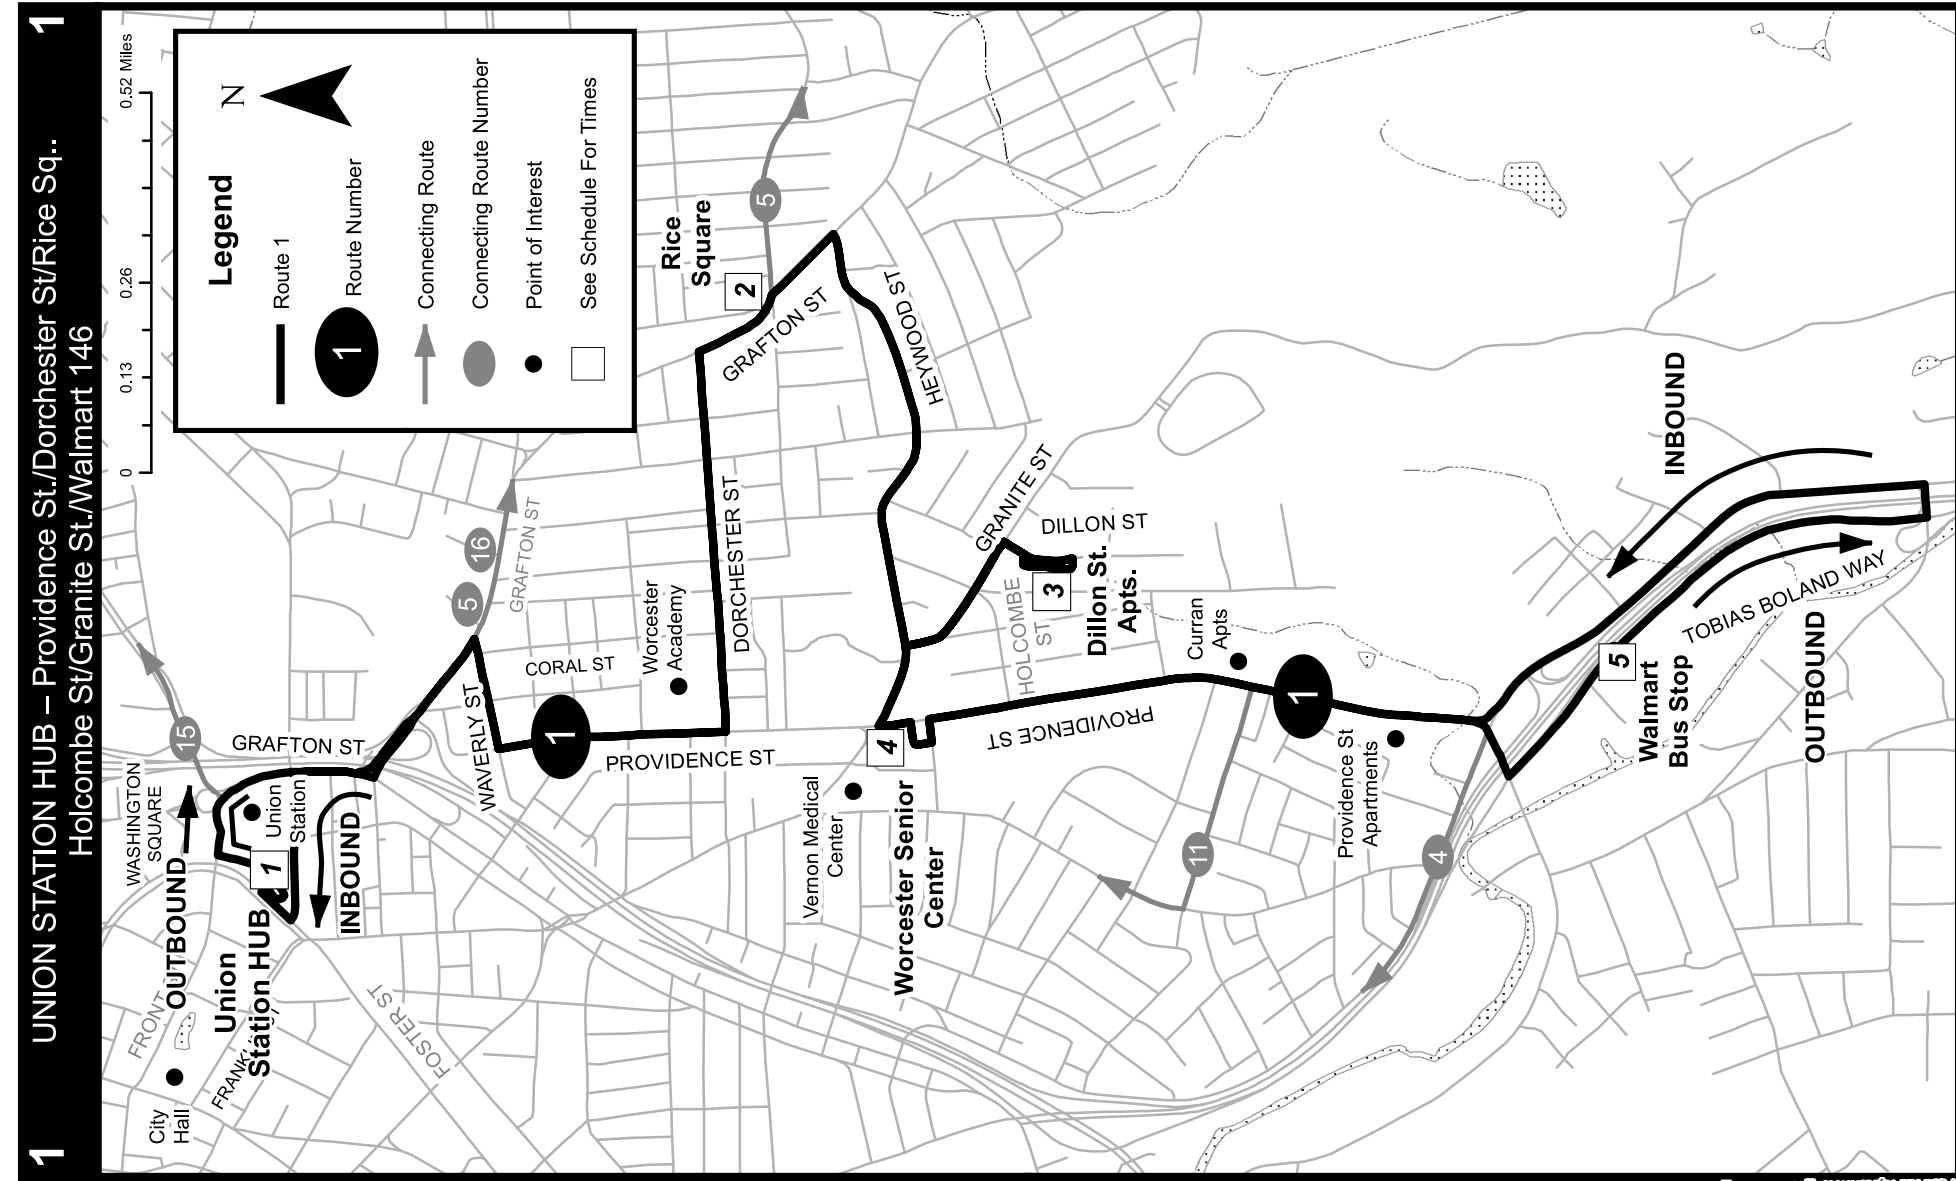 1
UNION STATION HUB – Providence St./Dorchester St/Rice Sq..
1
Holcombe St/Granite St./Walmart 146
0
0.13
0.26
0.52 Miles
Legend
N
Route 1
1
Route Number
Connecting Route
Connecting Route Number
Point of Interest
See Schedule For Times
City
Hall
FRONT
FRANKL
FOSTER ST
Union
Station HUB
OUTBOUND
INBOUND
1
WASHINGTON
SQUARE
Union
Station
15
GRAFTON ST
WAVERLY ST
5
16
GRAFTON ST
CORAL ST
1
PROVIDENCE ST
Worcester
Academy
DORCHESTER ST
Rice
Square
2
5
GRAFTON ST
HEYWOOD ST
GRANITE ST
DILLON ST
3
Dillon St.
Apts.
HOLCOMBE
ST
4
Vernon Medical
Center
Worcester Senior
Center
PROVIDENCE ST
Curran
Apts
1
11
Providence St
Apartments
4
5
Walmart
Bus Stop
INBOUND
TOBIAS BOLAND WAY
OUTBOUND